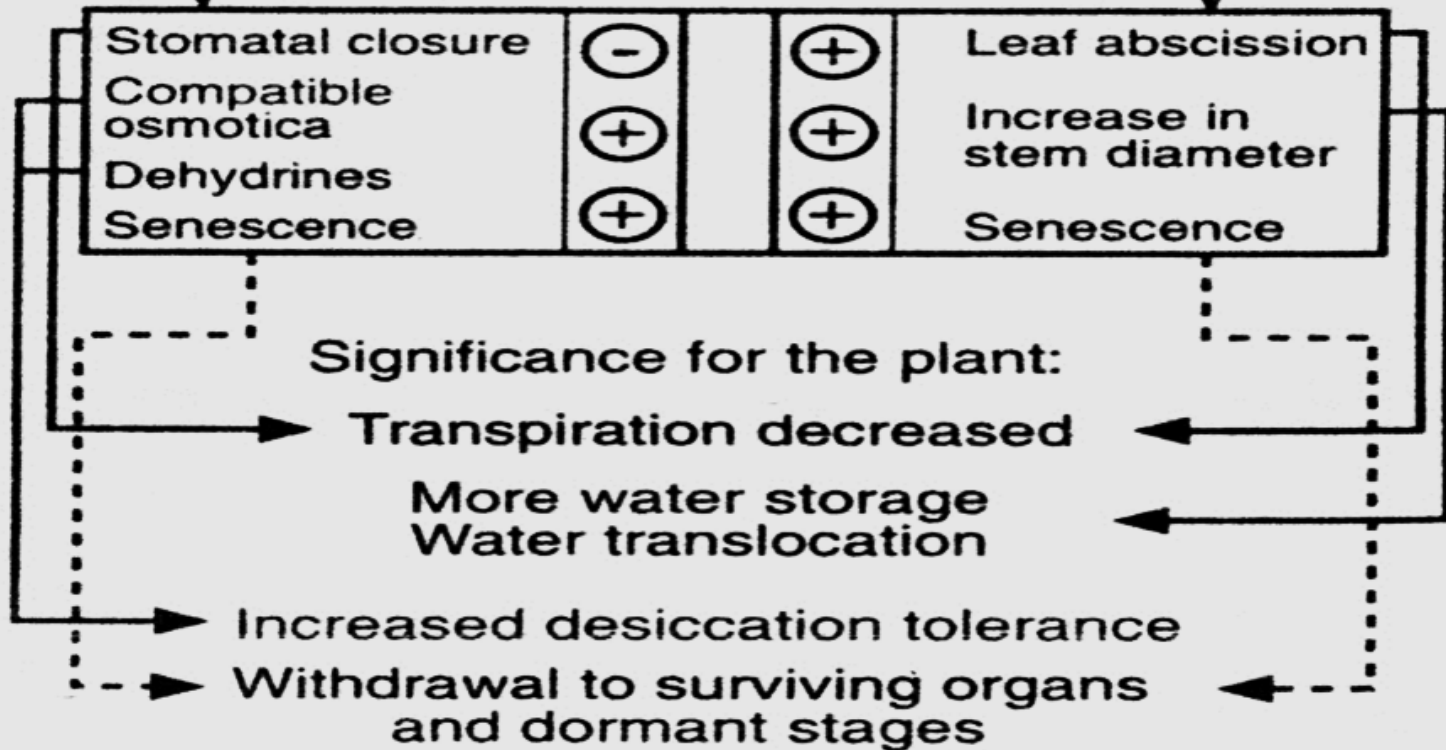 Stomatal closure
Compatible
osmotica
Dehydrines
Senescence
-
+
+
+
+
+
Leaf abscission
Increase in
stem diameter
Senescence
Significance for the plant:
Transpiration decreased
More water storage
Water translocation
Increased desiccation tolerance
Withdrawal to surviving organs
and dormant stages